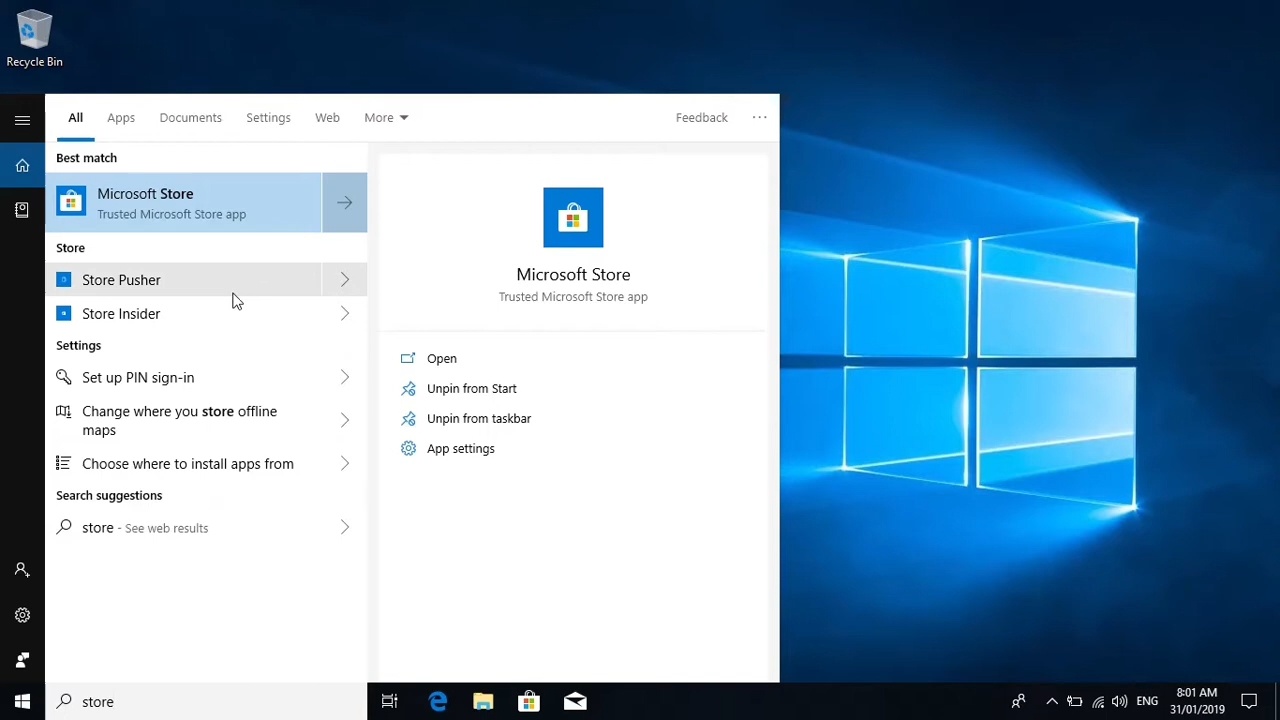 Recycle Bin
All Apps Documents Settings Web More Feedback
Best match
Microsoft Store
Trusted Microsoft Store app
Store
Store Pusher
Store Insider
Settings
Set up PIN sign-in
Change where you store offline
maps
Choose where to install apps from
Search suggestions
store - See web results
Microsoft Store
Trusted Microsoft Store app
Open
Unpin from Start
Unpin from taskbar
App settings
store
ENG
8:01 AM
31/01/2019